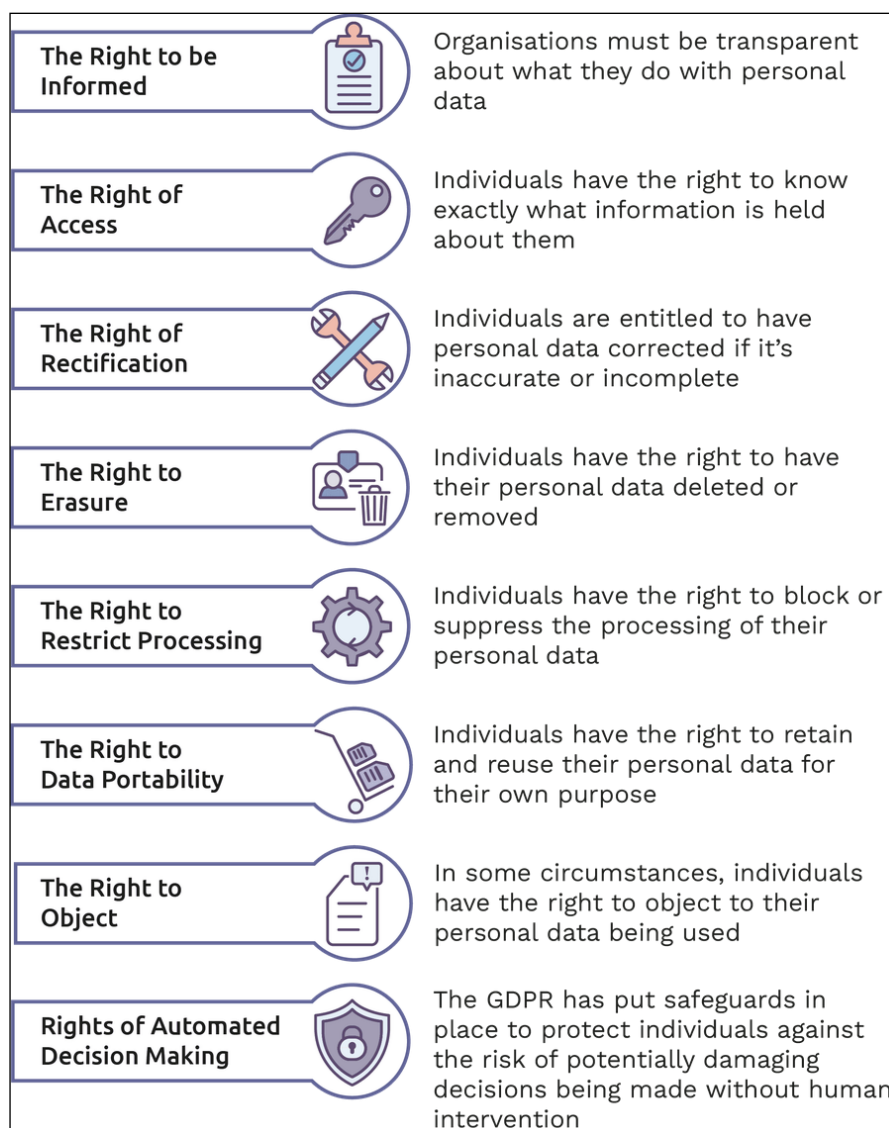 The Right to be
Informed
Organisations must be transparent
about what they do with personal
data
The Right of
Access
Individuals have the right to know
exactly what information is held
about them
The Right of
Rectification
Individuals are entitled to have
personal data corrected if it's
inaccurate or incomplete
The Right to
Erasure
Individuals have the right to have
their personal data deleted or
removed
The Right to
Restrict Processing
Individuals have the right to block or
suppress the processing of their
personal data
The Right to
Data Portability
Individuals have the right to retain
and reuse their personal data for
their own purpose
The Right to
Object
!
In some circumstances, individuals
have the right to object to their
personal data being used
Rights of Automated
Decision Making
The GDPR has put safeguards in
place to protect individuals against
the risk of potentially damaging
decisions being made without human
intervention